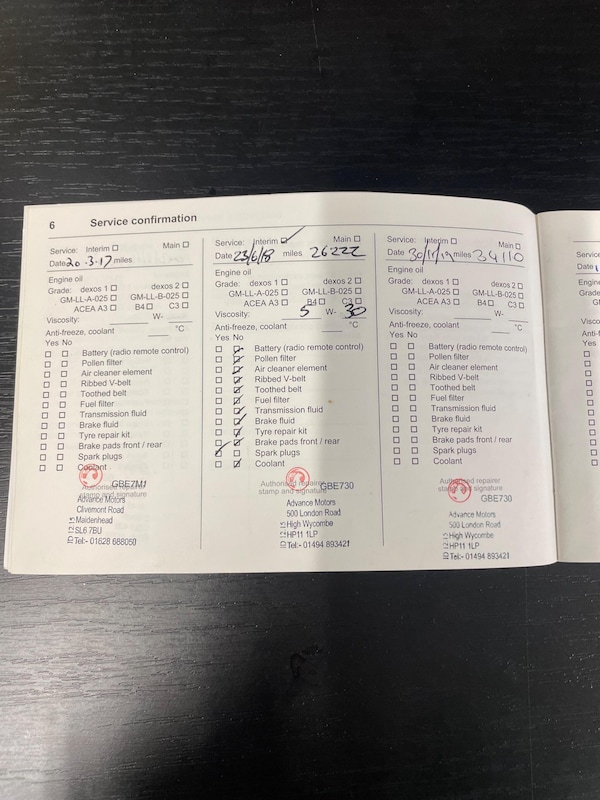 6 Service confirmation
Service: Interim ☐ Main ☐
Date 20.3.17 miles
Engine oil
Grade: dexos 1 ☐ dexos 2 ☐
GM-LL-A-025 ☐ GM-LL-B-025 ☐
ACEA A3 ☐ B4 ☐ C3 ☐
Viscosity: W-
Anti-freeze, coolant °C
Yes No
☐ ☐ Battery (radio remote control)
☐ ☐ Pollen filter
☐ ☐ Air cleaner element
☐ ☐ Ribbed V-belt
☐ ☐ Toothed belt
☐ ☐ Fuel filter
☐ ☐ Transmission fluid
☐ ☐ Brake fluid
☐ ☐ Tyre repair kit
☐ ☐ Brake pads front / rear
☐ ☐ Spark plugs
☐ ☐ Coolant
Authorised repairer
stamp and signature
GBE7M1
Advance Motors
Clivemont Road
Maidenhead
SL6 7BU
Tel:- 01628 688050
Service: Interim ☑ Main ☐
Date 23/6/18 miles 26222
Engine oil
Grade: dexos 1 ☐ dexos 2 ☐
GM-LL-A-025 ☐ GM-LL-B-025 ☐
ACEA A3 ☐ B4 ☐ C3 ☐
Viscosity: 5 W- 30
Anti-freeze, coolant °C
Yes No
☐ ☑ Battery (radio remote control)
☐ ☑ Pollen filter
☐ ☑ Air cleaner element
☐ ☑ Ribbed V-belt
☐ ☑ Toothed belt
☐ ☑ Fuel filter
☐ ☑ Transmission fluid
☐ ☑ Brake fluid
☐ ☑ Tyre repair kit
☐ ☑ Brake pads front / rear
☑ ☐ Spark plugs
☐ ☑ Coolant
Authorised repairer
stamp and signature
GBE730
Advance Motors
500 London Road
High Wycombe
HP11 1LP
Tel:- 01494 893421
Service: Interim ☐ Main ☐
Date 30/11/19 miles 34110
Engine oil
Grade: dexos 1 ☐ dexos 2 ☐
GM-LL-A-025 ☐ GM-LL-B-025 ☐
ACEA A3 ☐ B4 ☐ C3 ☐
Viscosity: W-
Anti-freeze, coolant °C
Yes No
☐ ☐ Battery (radio remote control)
☐ ☐ Pollen filter
☐ ☐ Air cleaner element
☐ ☐ Ribbed V-belt
☐ ☐ Toothed belt
☐ ☐ Fuel filter
☐ ☐ Transmission fluid
☐ ☐ Brake fluid
☐ ☐ Tyre repair kit
☐ ☐ Brake pads front / rear
☐ ☐ Spark plugs
☐ ☐ Coolant
Authorised repairer
stamp and signature
GBE730
Advance Motors
500 London Road
High Wycombe
HP11 1LP
Tel:- 01494 893421
Date
Engine
Grade
Visco
Anti-f
Yes